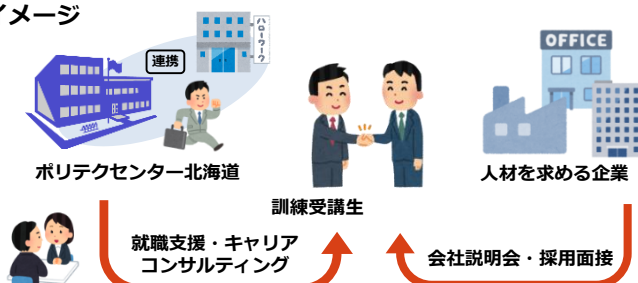 イメージ
ハローワーク
連携
OFFICE
ポリテクセンター北海道
人材を求める企業
訓練受講生
就職支援・キャリア
コンサルティング
会社説明会・採用面接